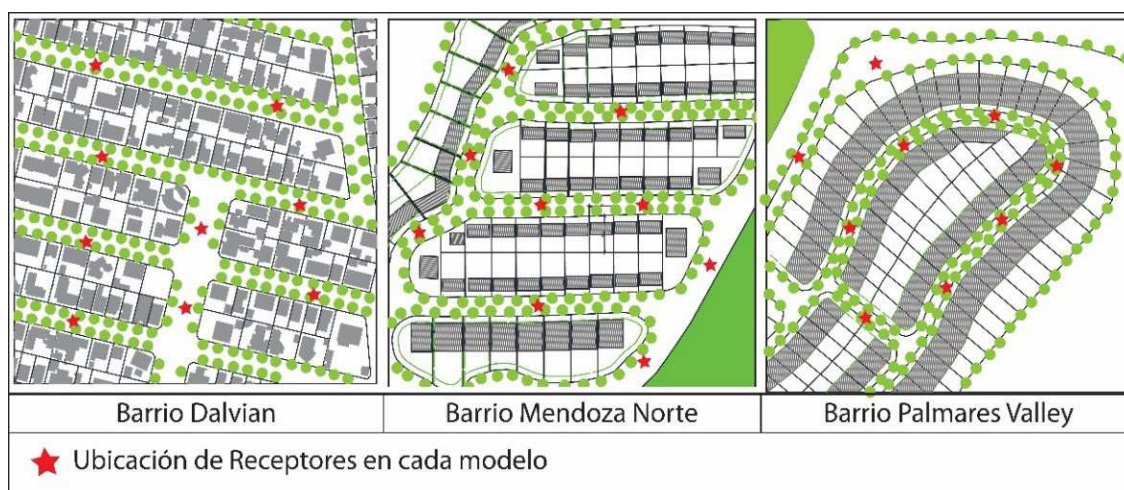 Barrio Dalvian
Barrio Mendoza Norte
Barrio Palmares Valley
Ubicación de Receptores en cada modelo